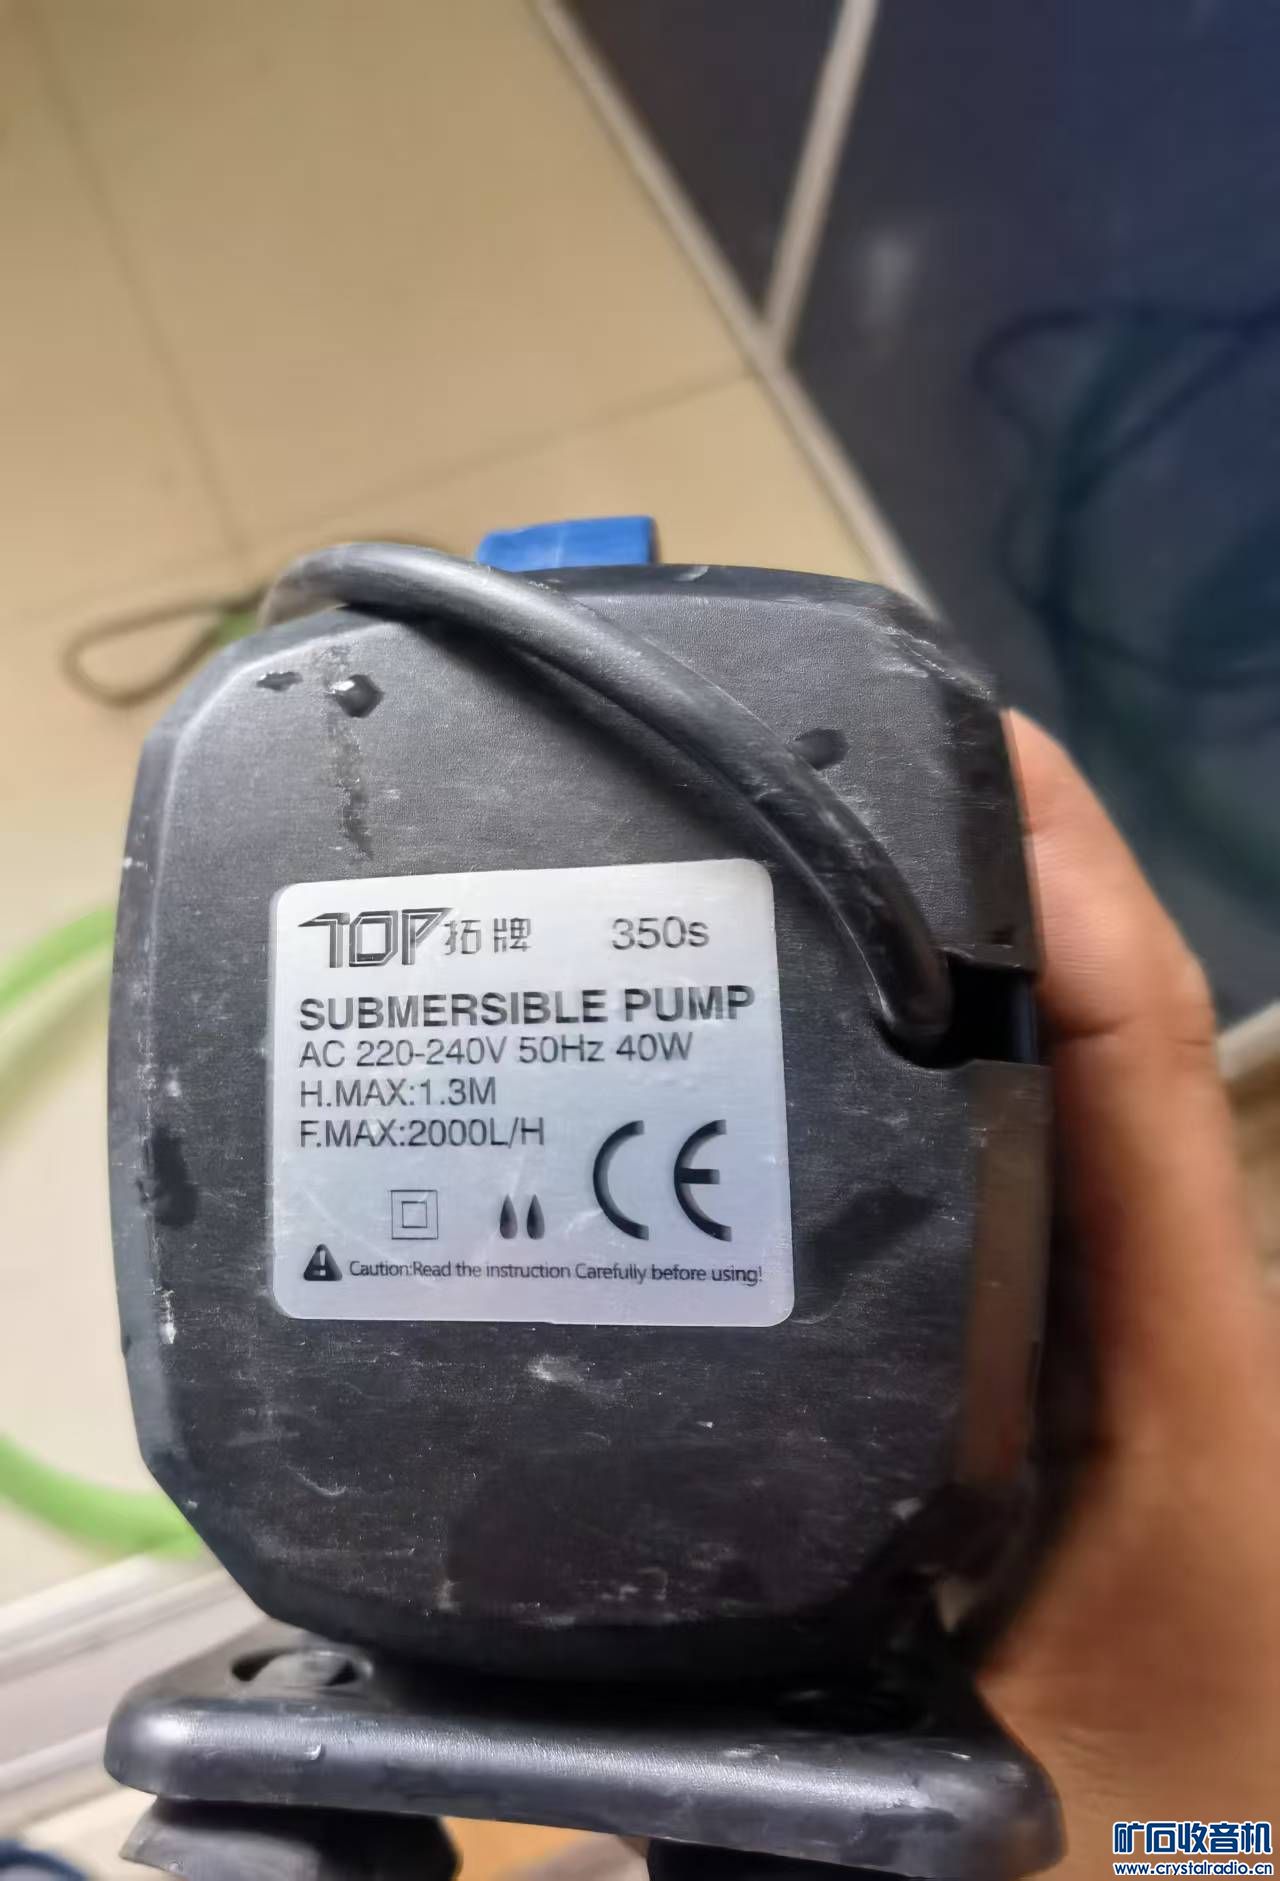 TOP拓牌 350s
SUBMERSIBLE PUMP
AC 220-240V 50Hz 40W
H.MAX:1.3M
F.MAX:2000L/H
CE
Caution:Read the instruction Carefully before using!
矿石收音机
www.crystalradio.cn